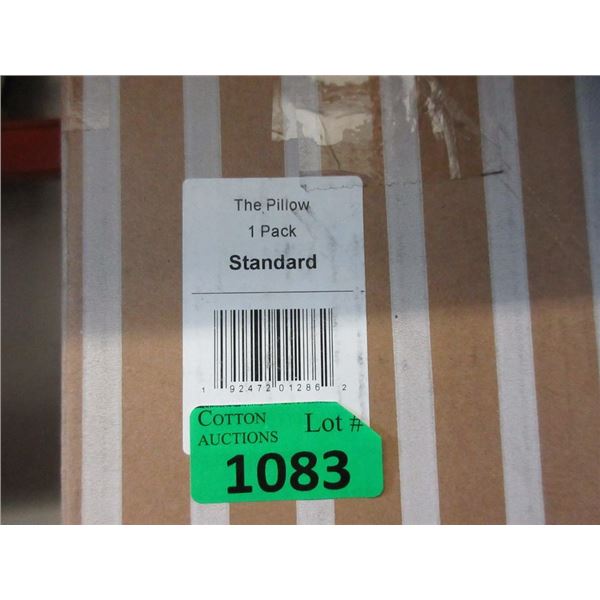 The Pillow
1 Pack
Standard
1 92472 01286 2
COTTON
AUCTIONS
Lot #
1083